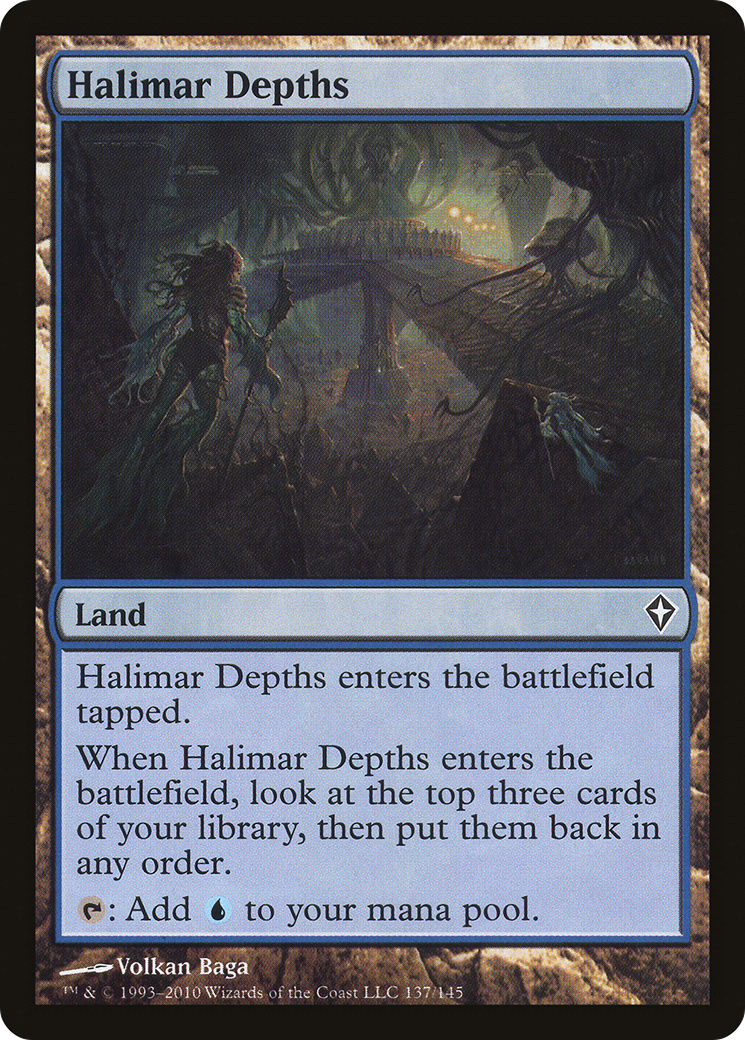 Halimar Depths
Land
Halimar Depths enters the battlefield
tapped.
When Halimar Depths enters the
battlefield, look at the top three cards
of your library, then put them back in
any order.
: Add to your mana pool.
Volkan Baga
™ & © 1993–2010 Wizards of the Coast LLC 137/145